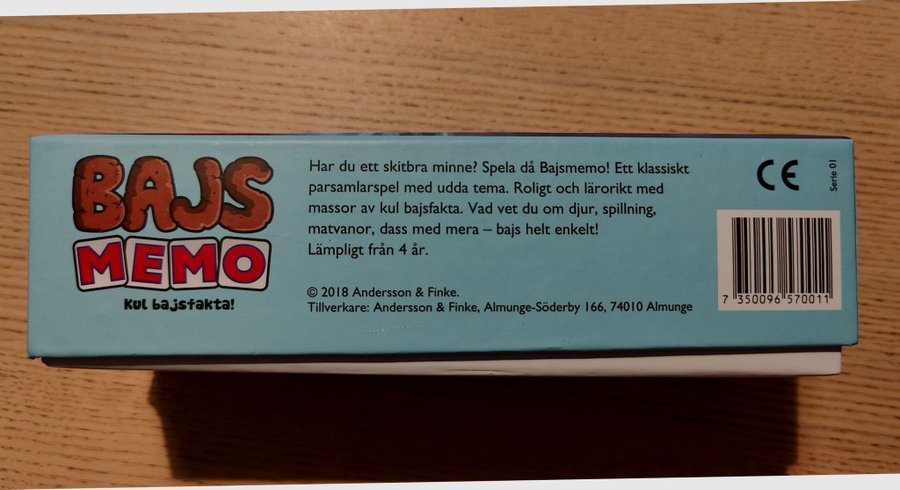 BAJS
MEMO
Kul bajsfakta!
Har du ett skitbra minne? Spela då Bajsmemo! Ett klassiskt
parsamlarspel med udda tema. Roligt och lärorikt med
massor av kul bajsfakta. Vad vet du om djur, spillning,
matvanor, dass med mera – bajs helt enkelt!
Lämpligt från 4 år.
© 2018 Andersson & Finke.
Tillverkare: Andersson & Finke, Almunge-Söderby 166, 74010 Almunge
CE
Serie 01
7 350096 570011